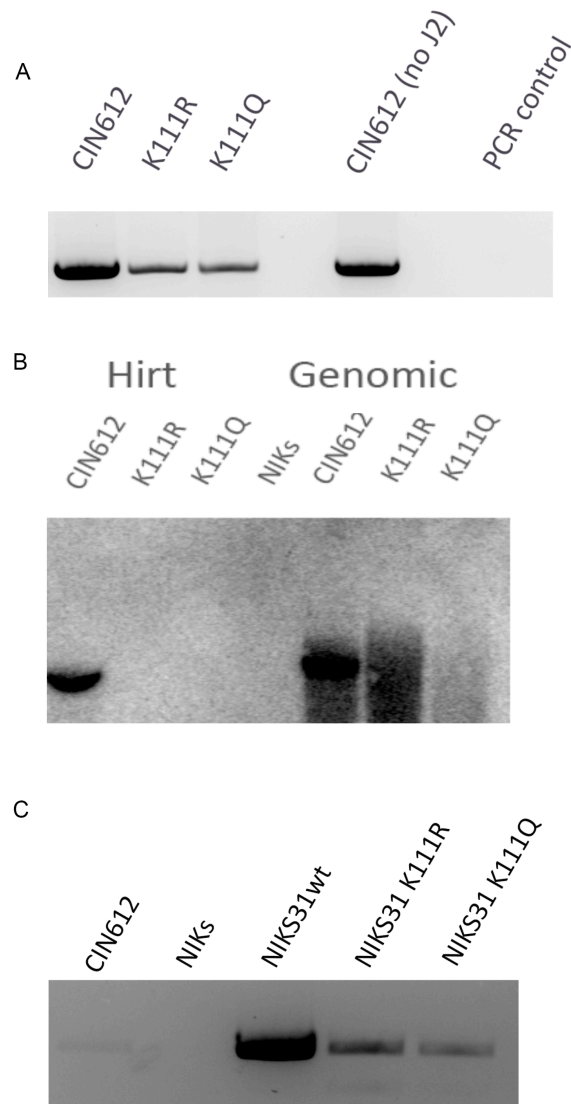 A
CIN612 K111R K111Q CIN612 (no J2) PCR control
B
Hirt Genomic
CIN612 K111R K111Q NIKs CIN612 K111R K111Q
C
CIN612 NIKs NIKS31wt NIKS31 K111R NIKS31 K111Q